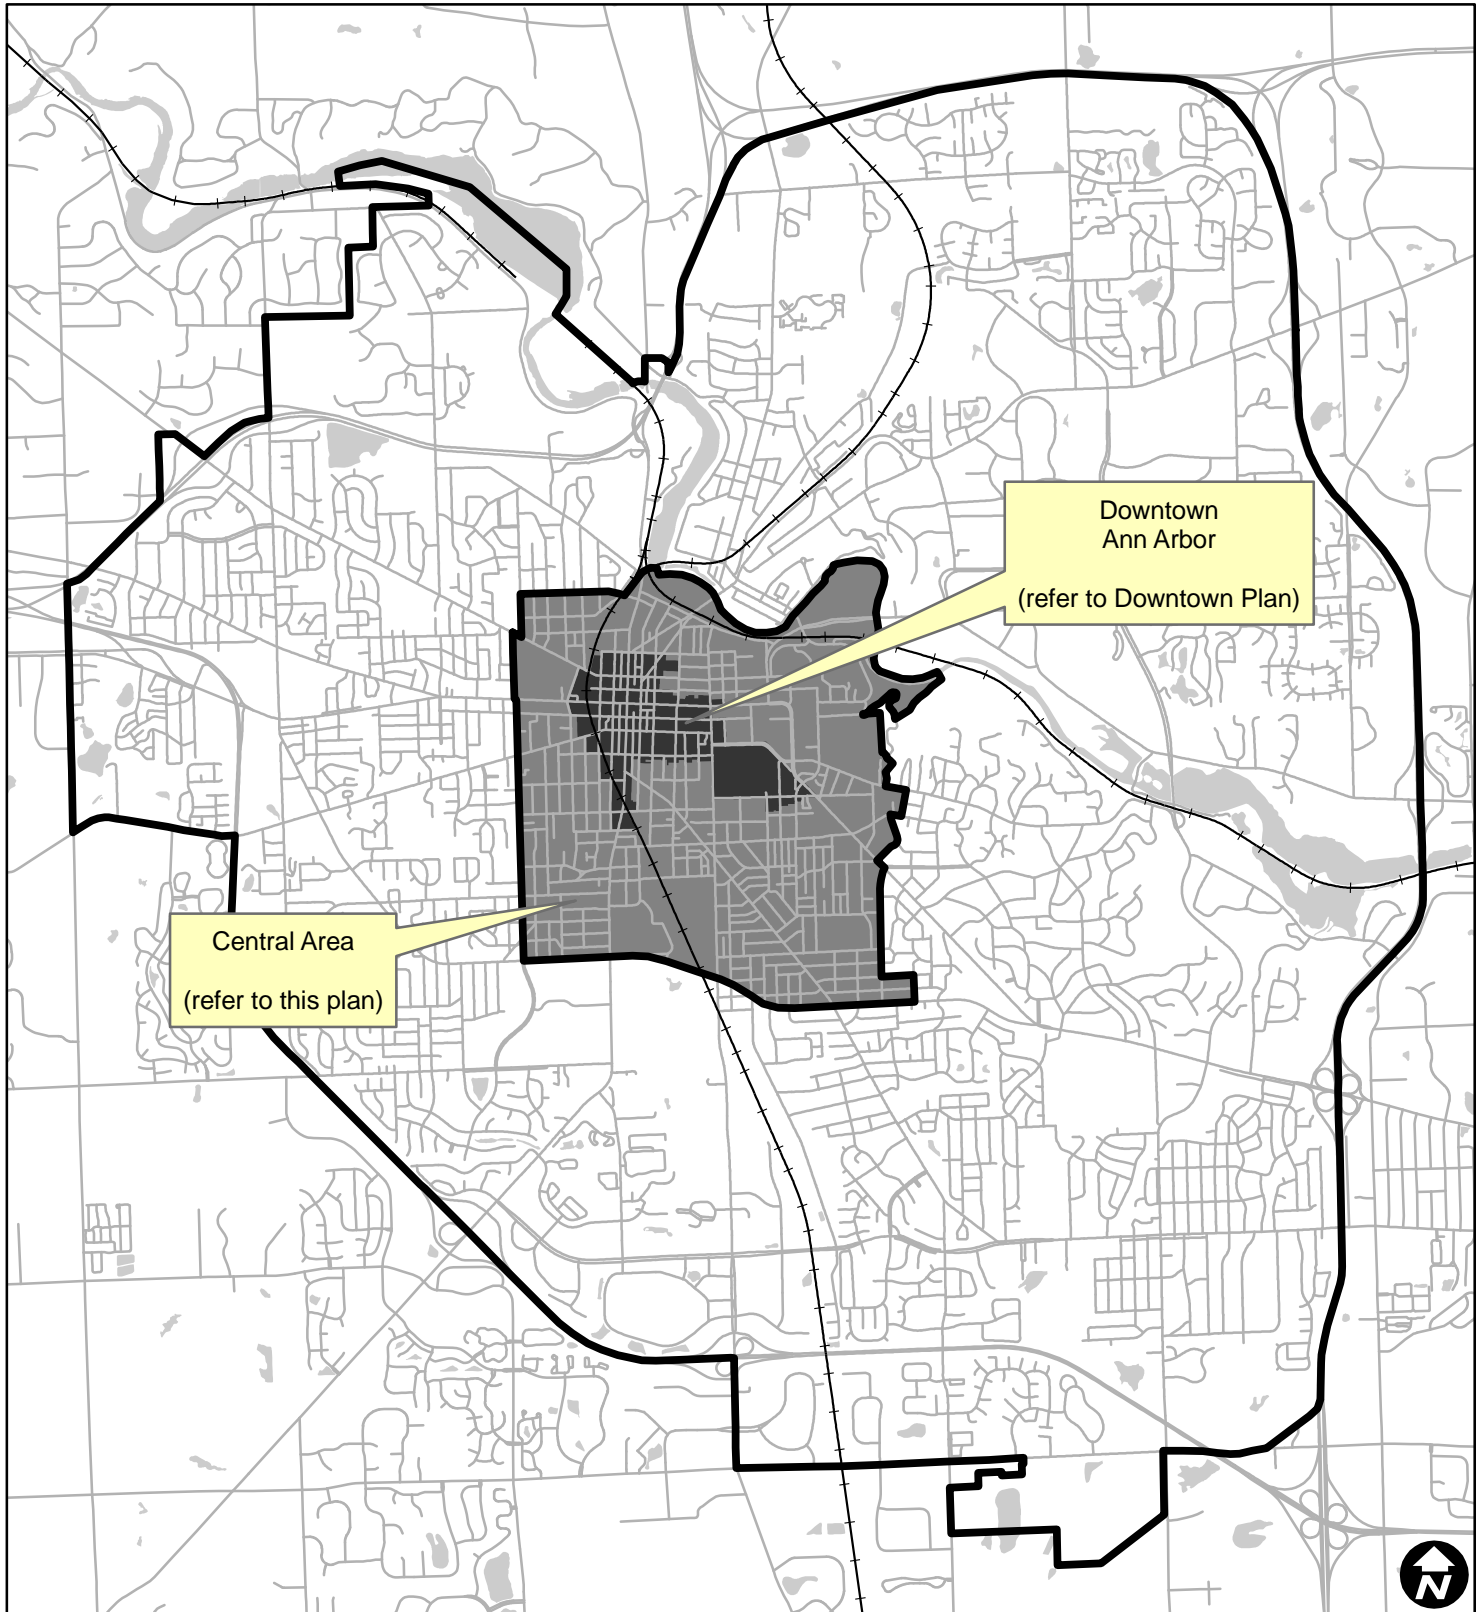 Downtown
Ann Arbor
(refer to Downtown Plan)
Central Area
(refer to this plan)
N